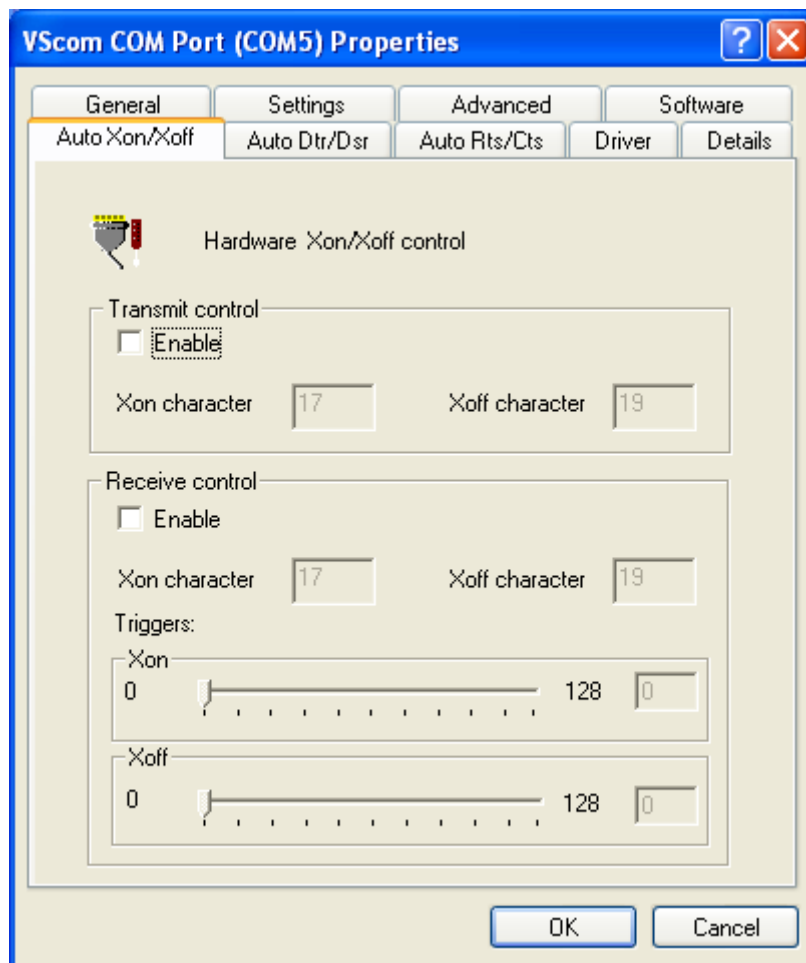 VScom COM Port (COM5) Properties
General Settings Advanced Software
Auto Xon/Xoff Auto Dtr/Dsr Auto Rts/Cts Driver Details
Hardware Xon/Xoff control
Transmit control
Enable
Xon character 17 Xoff character 19
Receive control
Enable
Xon character 17 Xoff character 19
Triggers:
Xon
0 128 0
Xoff
0 128 0
OK Cancel